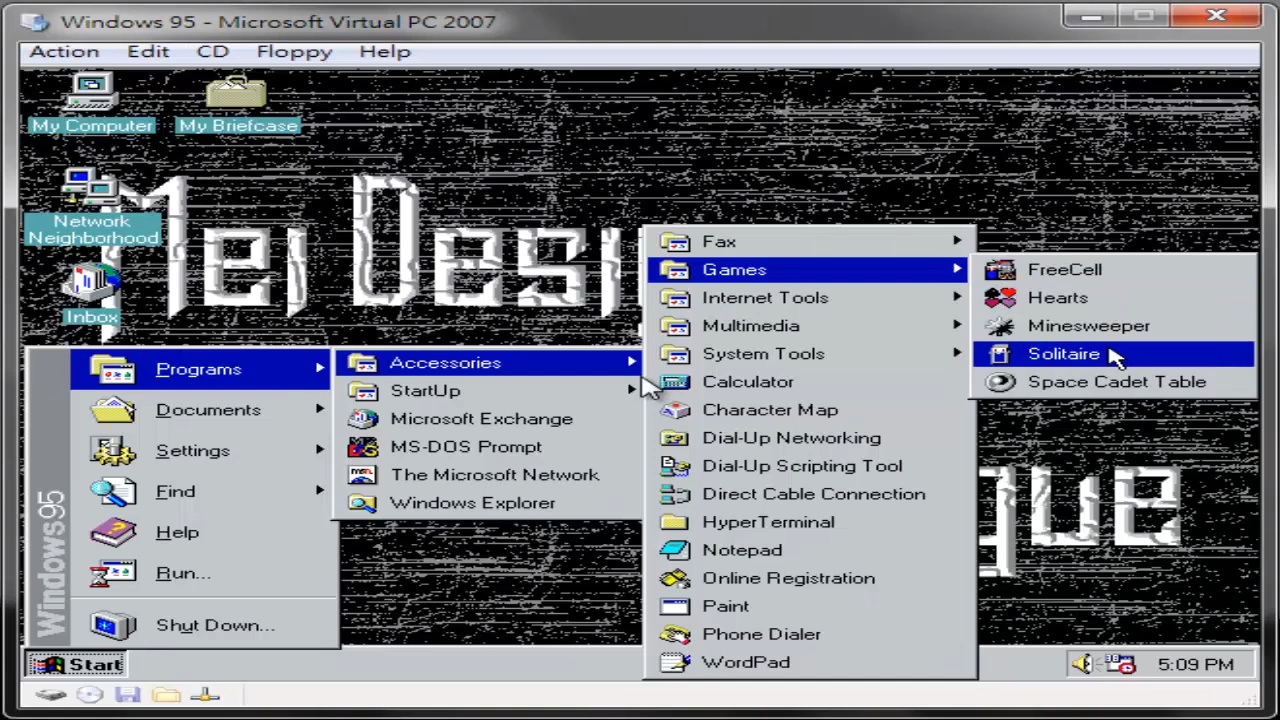 Windows 95 - Microsoft Virtual PC 2007
Action Edit CD Floppy Help
My Computer
My Briefcase
Network
Neighborhood
Inbox
Mei Desi
que
Programs
Documents
Settings
Find
Help
Run...
Shut Down...
Windows95
Accessories
StartUp
Microsoft Exchange
MS-DOS Prompt
The Microsoft Network
Windows Explorer
Fax
Games
Internet Tools
Multimedia
System Tools
Calculator
Character Map
Dial-Up Networking
Dial-Up Scripting Tool
Direct Cable Connection
HyperTerminal
Notepad
Online Registration
Paint
Phone Dialer
WordPad
FreeCell
Hearts
Minesweeper
Solitaire
Space Cadet Table
Start
5:09 PM